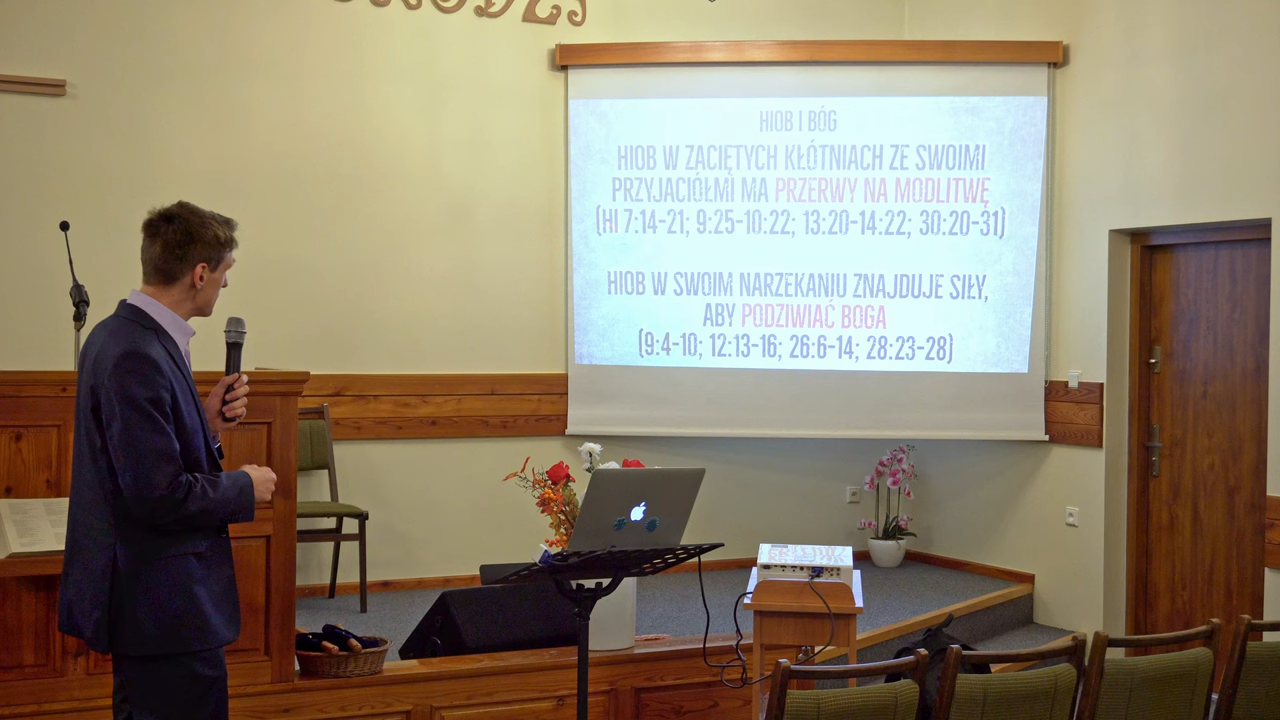 HIOB I BÓG
HIOB W ZACIĘTYCH KŁÓTNIACH ZE SWOIMI
PRZYJACIÓŁMI MA PRZERWY NA MODLITWĘ
(HI 7:14-21; 9:25-10:22; 13:20-14:22; 30:20-31)
HIOB W SWOIM NARZEKANIU ZNAJDUJE SIŁY,
ABY PODZIWIAĆ BOGA
(9:4-10; 12:13-16; 26:6-14; 28:23-28)